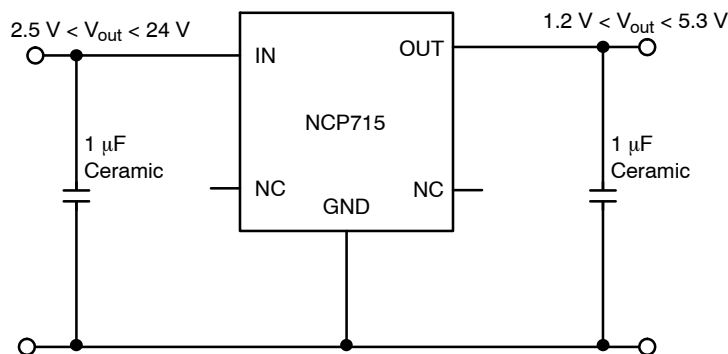 2.5 V < Vout < 24 V
1.2 V < Vout < 5.3 V
IN
OUT
NCP715
1 μF
Ceramic
1 μF
Ceramic
NC
NC
GND